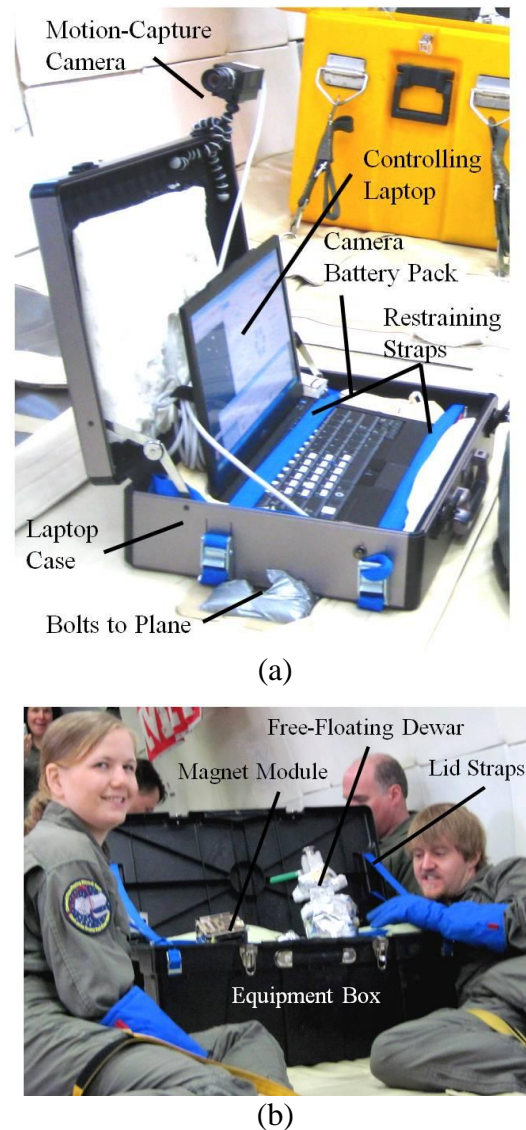 Motion-Capture
Camera
Controlling
Laptop
Camera
Battery Pack
Restraining
Straps
Laptop
Case
Bolts to Plane
(a)
Free-Floating Dewar
Magnet Module
Lid Straps
Equipment Box
(b)